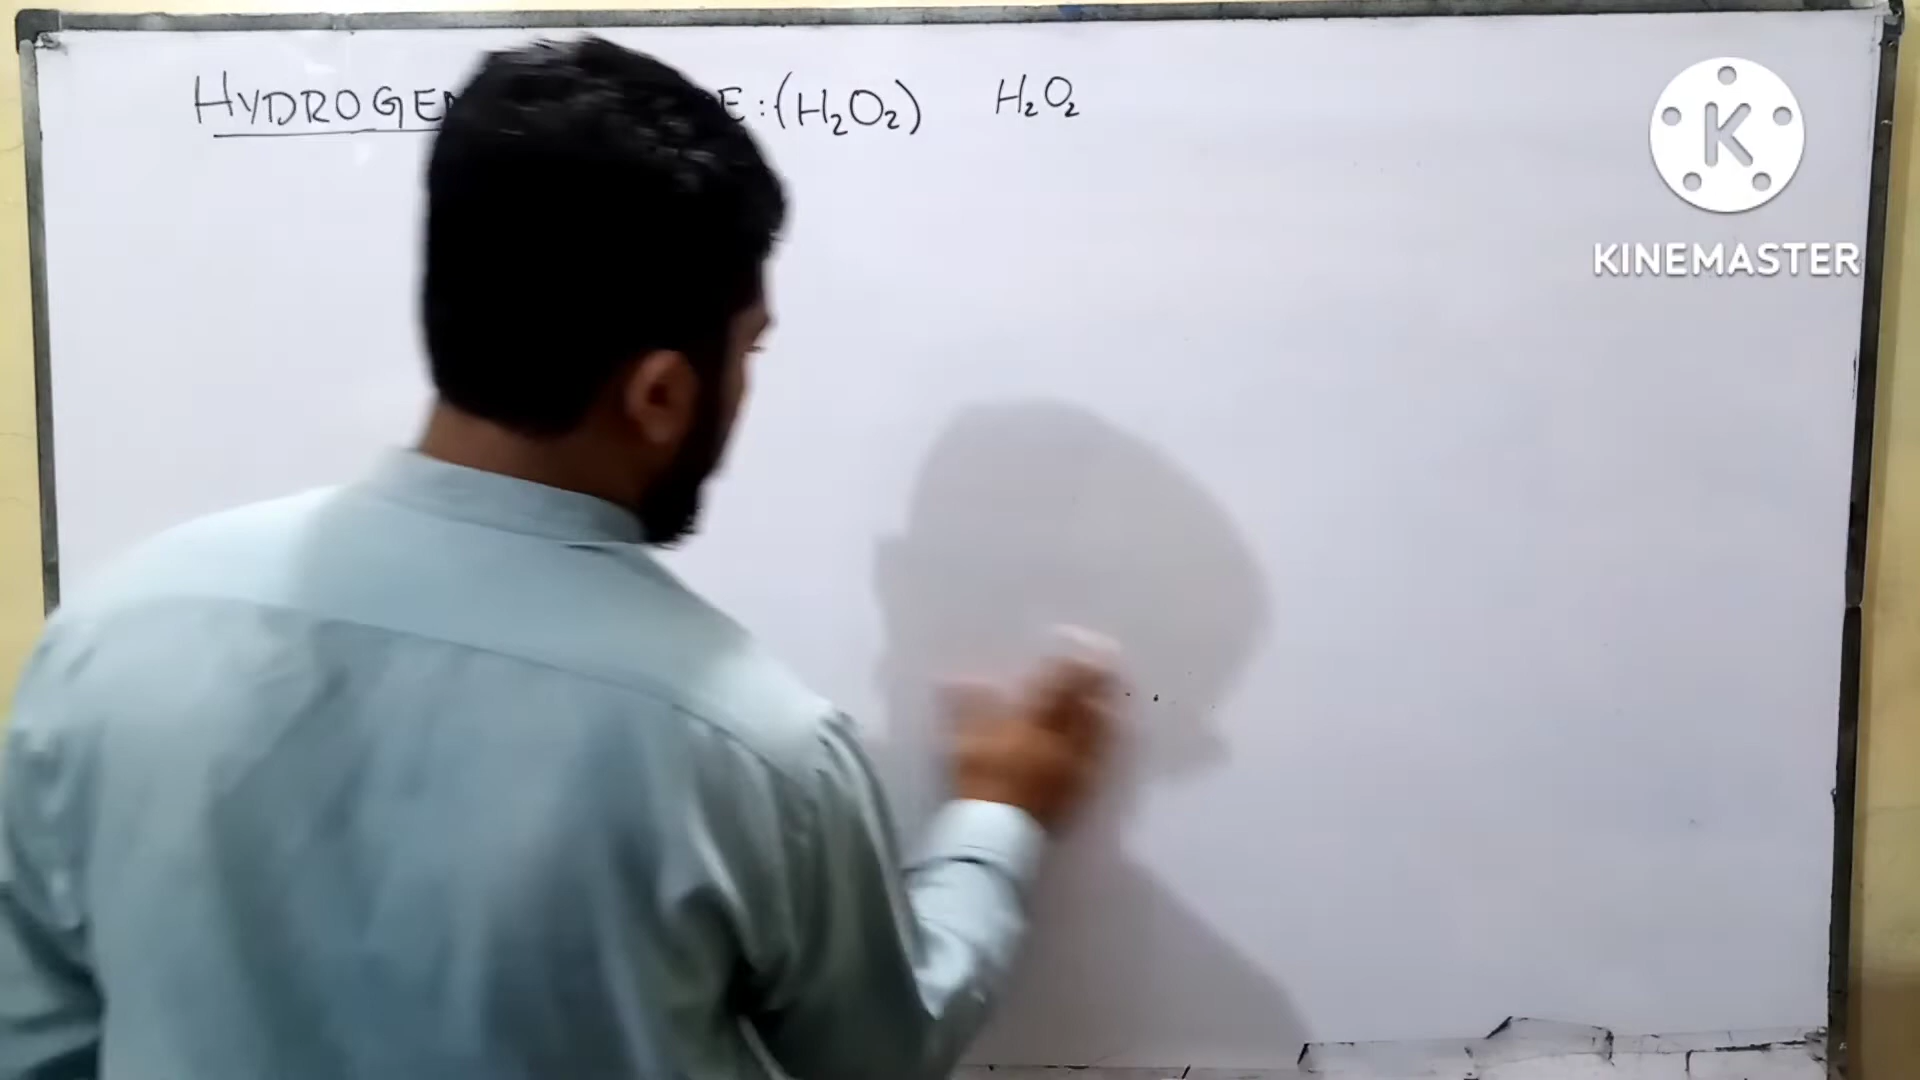 HYDROGEN E: (H₂O₂) H₂O₂
K
KINEMASTER